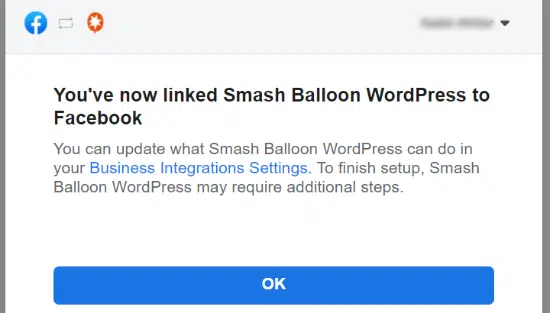 You've now linked Smash Balloon WordPress to
Facebook
You can update what Smash Balloon WordPress can do in
your Business Integrations Settings. To finish setup, Smash
Balloon WordPress may require additional steps.
OK